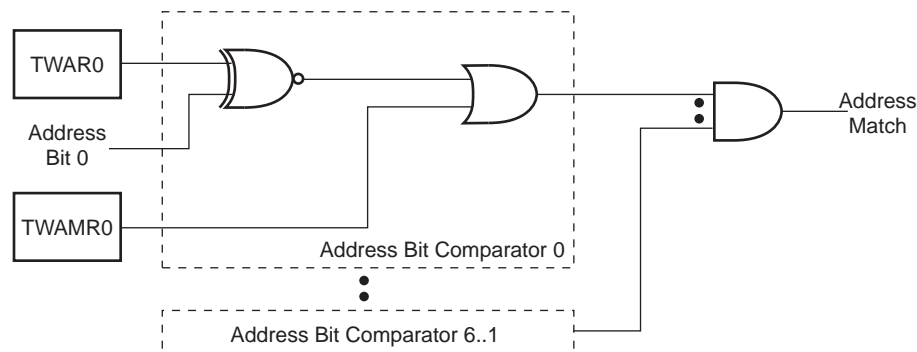 TWAR0
Address
Bit 0
TWAMR0
Address Bit Comparator 0
Address Bit Comparator 6..1
Address
Match